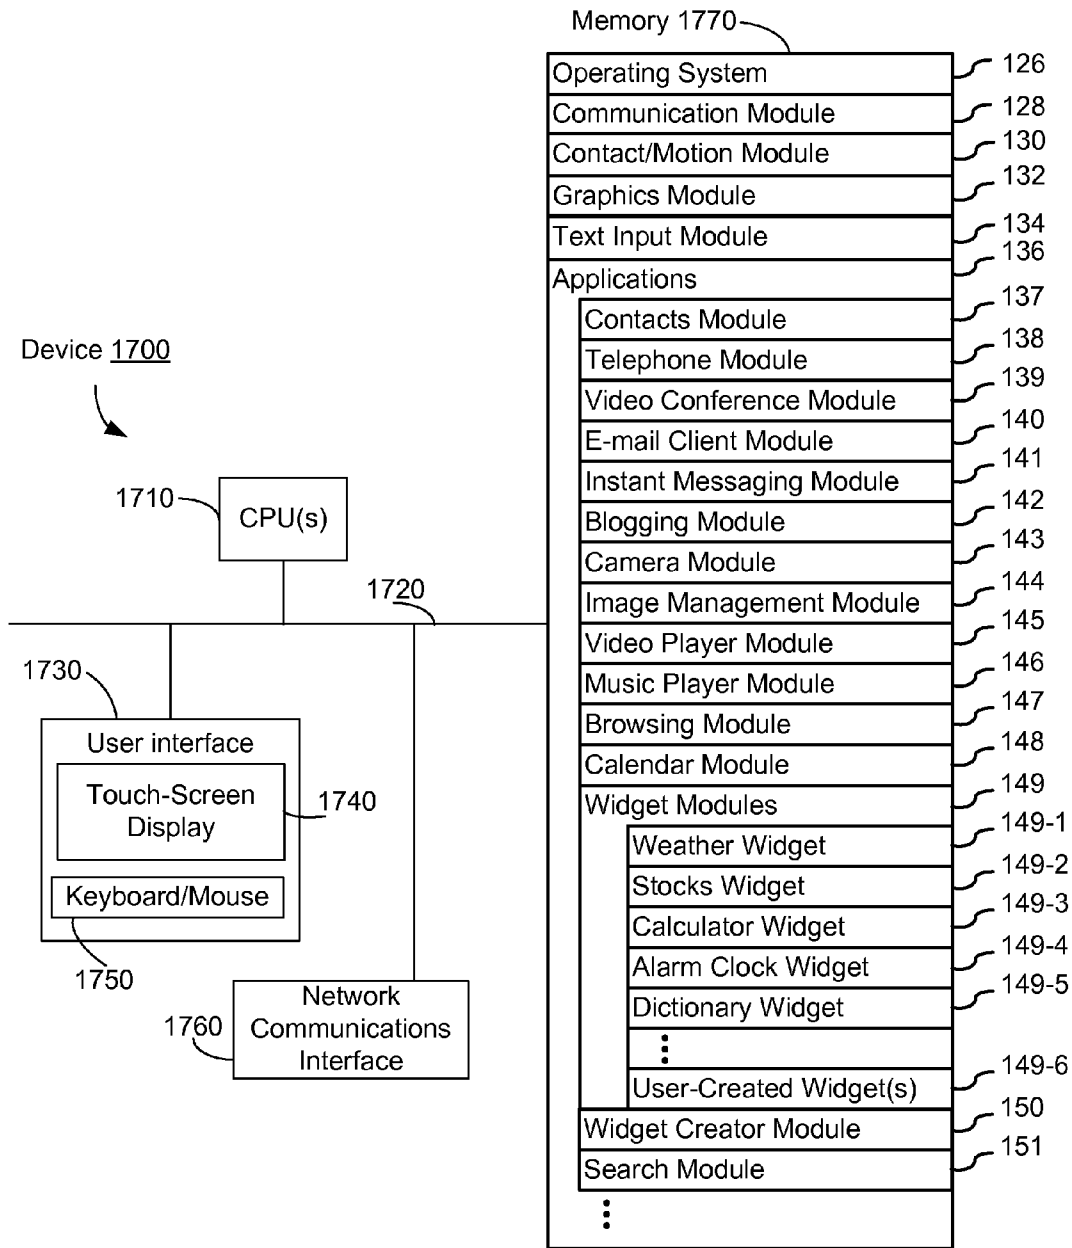 Memory 1770
Operating System 126
Communication Module 128
Contact/Motion Module 130
Graphics Module 132
Text Input Module 134
Applications 136
Contacts Module 137
Telephone Module 138
Video Conference Module 139
E-mail Client Module 140
Instant Messaging Module 141
Blogging Module 142
Camera Module 143
Image Management Module 144
Video Player Module 145
Music Player Module 146
Browsing Module 147
Calendar Module 148
Widget Modules 149
Weather Widget 149-1
Stocks Widget 149-2
Calculator Widget 149-3
Alarm Clock Widget 149-4
Dictionary Widget 149-5
User-Created Widget(s) 149-6
Widget Creator Module 150
Search Module 151
Device 1700
1710
CPU(s)
1720
1730
User interface
Touch-Screen
Display
1740
Keyboard/Mouse
1750
1760
Network
Communications
Interface